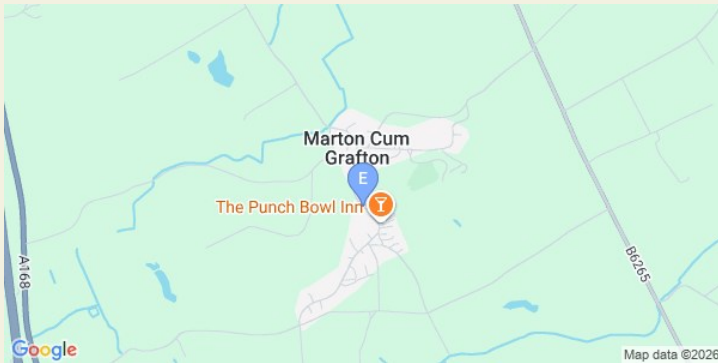 Marton Cum
Grafton
E
The Punch Bowl Inn
A168
B6265
Google
Map data ©2026